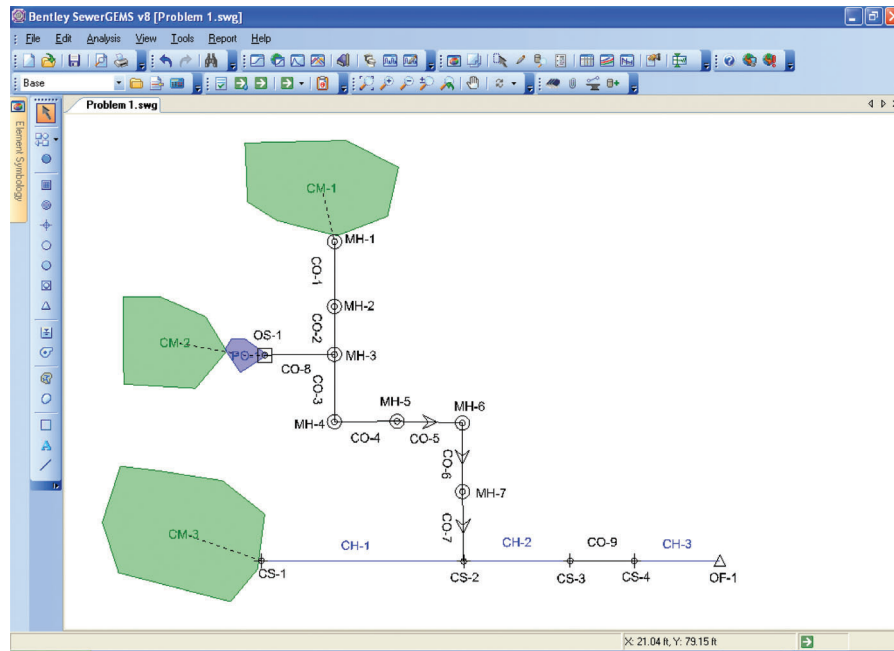 Bentley SewerGEMS v8 [Problem 1.swg]
File Edit Analysis View Tools Report Help
Base
Problem 1.swg
Element Symbology
CM-1
MH-1
CO-1
MH-2
CO-2
OS-1
CM-2
PO-1
MH-3
CO-8
CO-3
MH-5
MH-6
MH-4
CO-4
CO-5
CO-6
MH-7
CO-7
CM-3
CH-1
CH-2
CO-9
CH-3
CS-1
CS-2
CS-3
CS-4
OF-1
X: 21.04 ft, Y: 79.15 ft